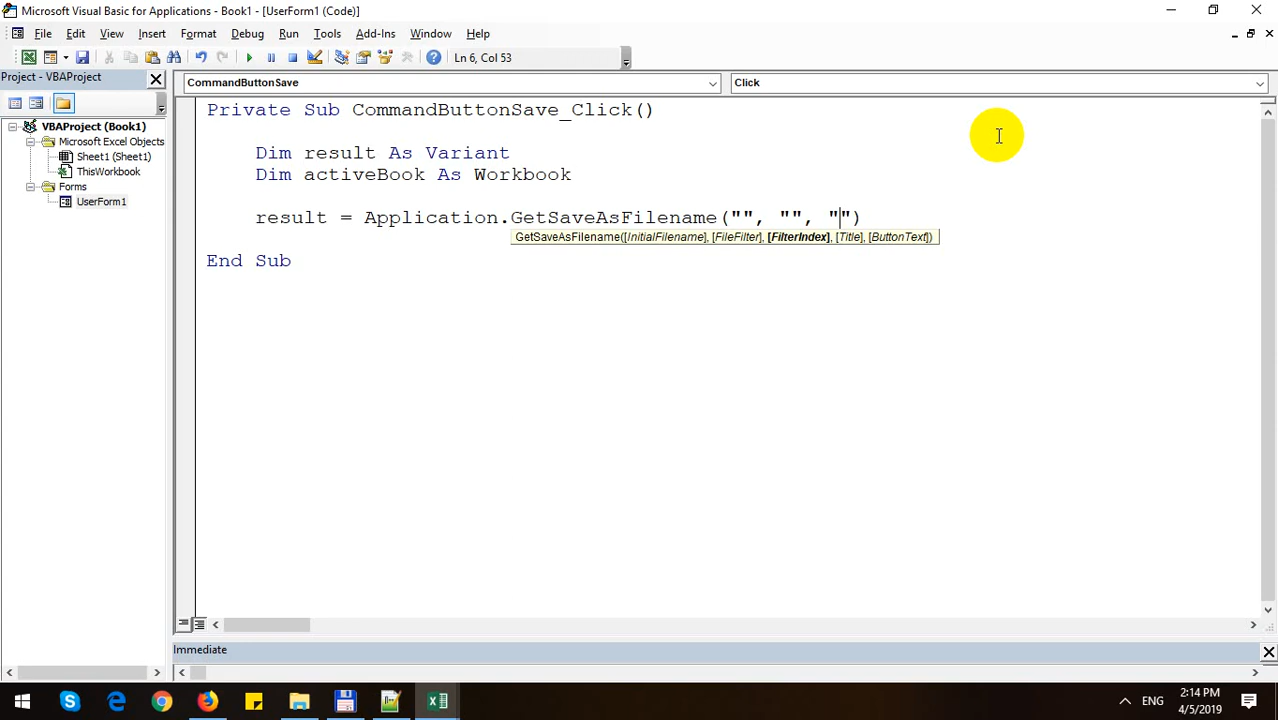 Microsoft Visual Basic for Applications - Book1 - [UserForm1 (Code)]
File Edit View Insert Format Debug Run Tools Add-Ins Window Help
Ln 6, Col 53
Project - VBAProject
CommandButtonSave
Click
VBAProject (Book1)
Microsoft Excel Objects
Sheet1 (Sheet1)
ThisWorkbook
Forms
UserForm1
Private Sub CommandButtonSave_Click()
Dim result As Variant
Dim activeBook As Workbook
result = Application.GetSaveAsFilename("", "", "")
GetSaveAsFilename([InitialFilename], [FileFilter], [FilterIndex], [Title], [ButtonText])
End Sub
Immediate
ENG
2:14 PM
4/5/2019